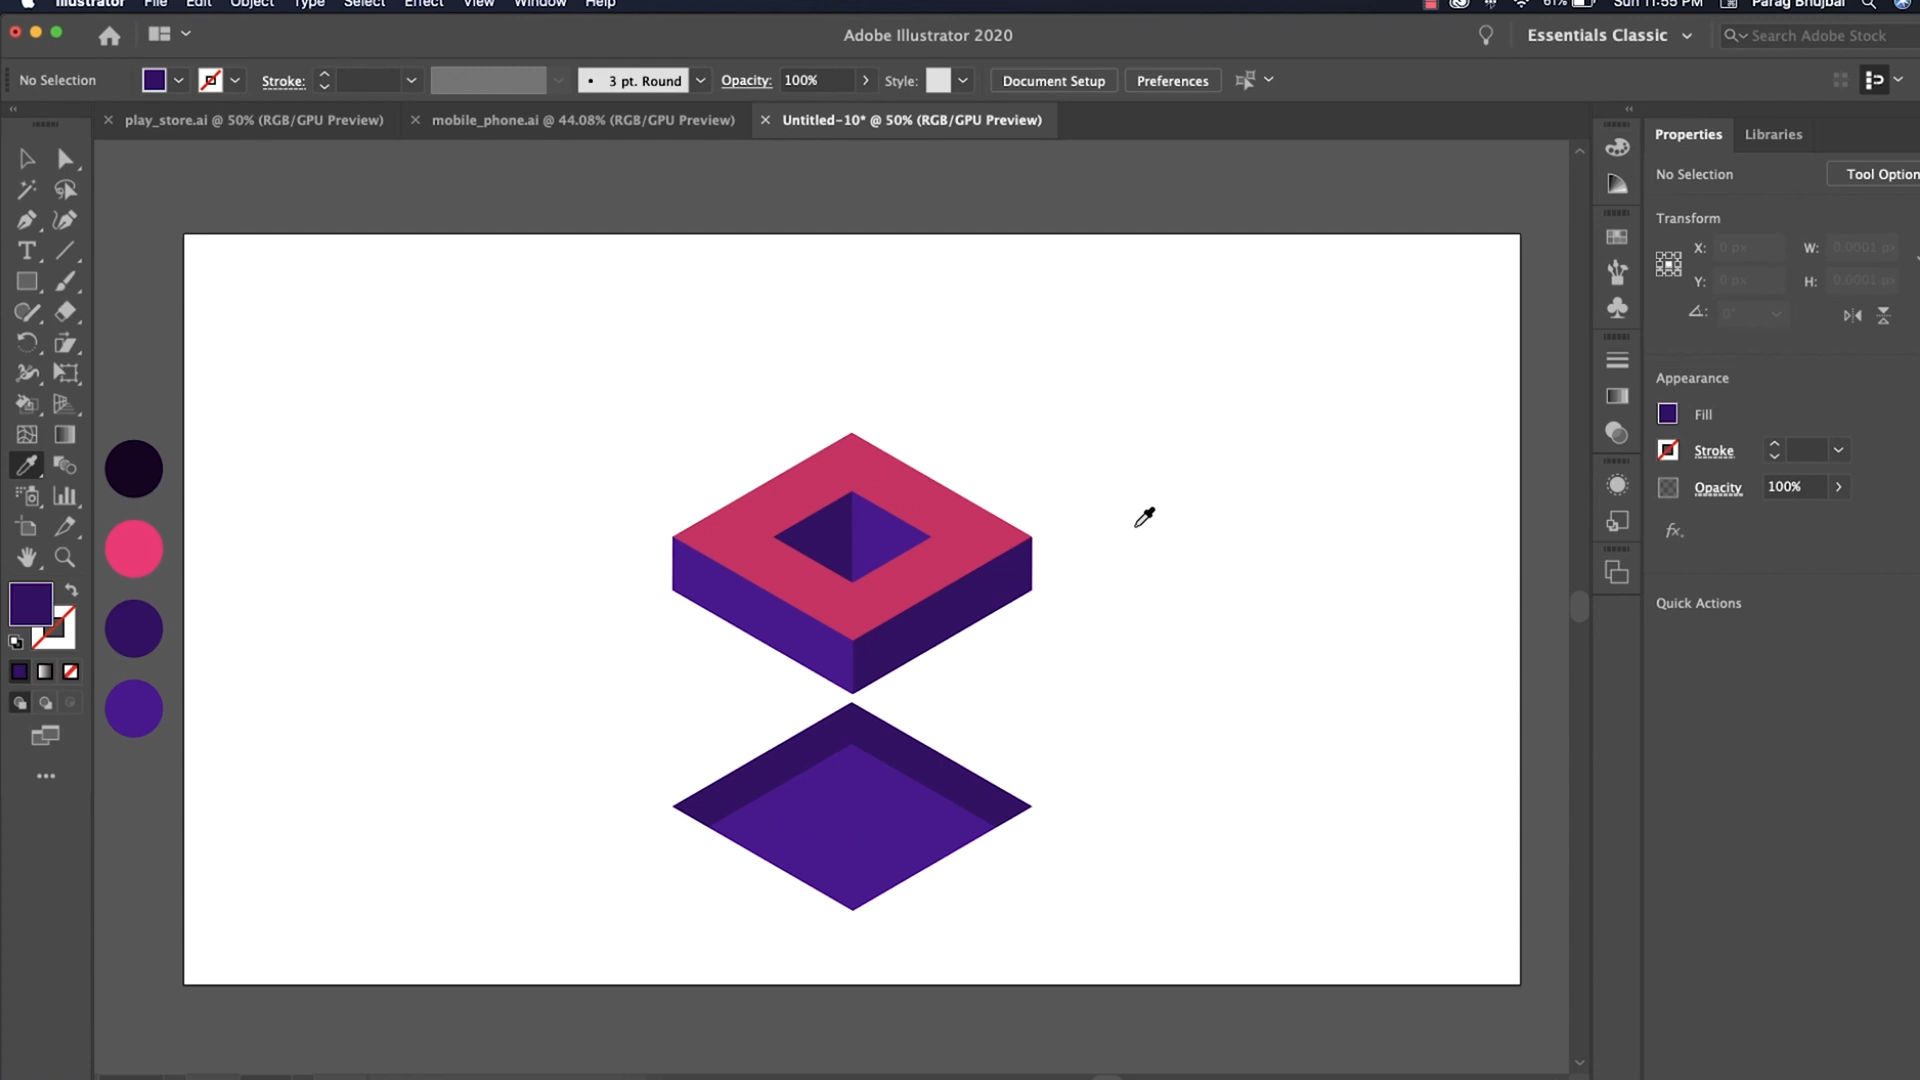 Illustrator File Edit Object Type Select Effect View Window Help 61% Sun 11:55 PM Parag Bhujbal
Adobe Illustrator 2020 Essentials Classic Search Adobe Stock
No Selection Stroke: 3 pt. Round Opacity: 100% Style: Document Setup Preferences
play_store.ai @ 50% (RGB/GPU Preview) mobile_phone.ai @ 44.08% (RGB/GPU Preview) Untitled-10* @ 50% (RGB/GPU Preview)
Properties Libraries
No Selection Tool Option
Transform
X: 0 px W: 0.0001 px
Y: 0 px H: 0.0001 px
0°
Appearance
Fill
Stroke
Opacity 100%
fx.
Quick Actions